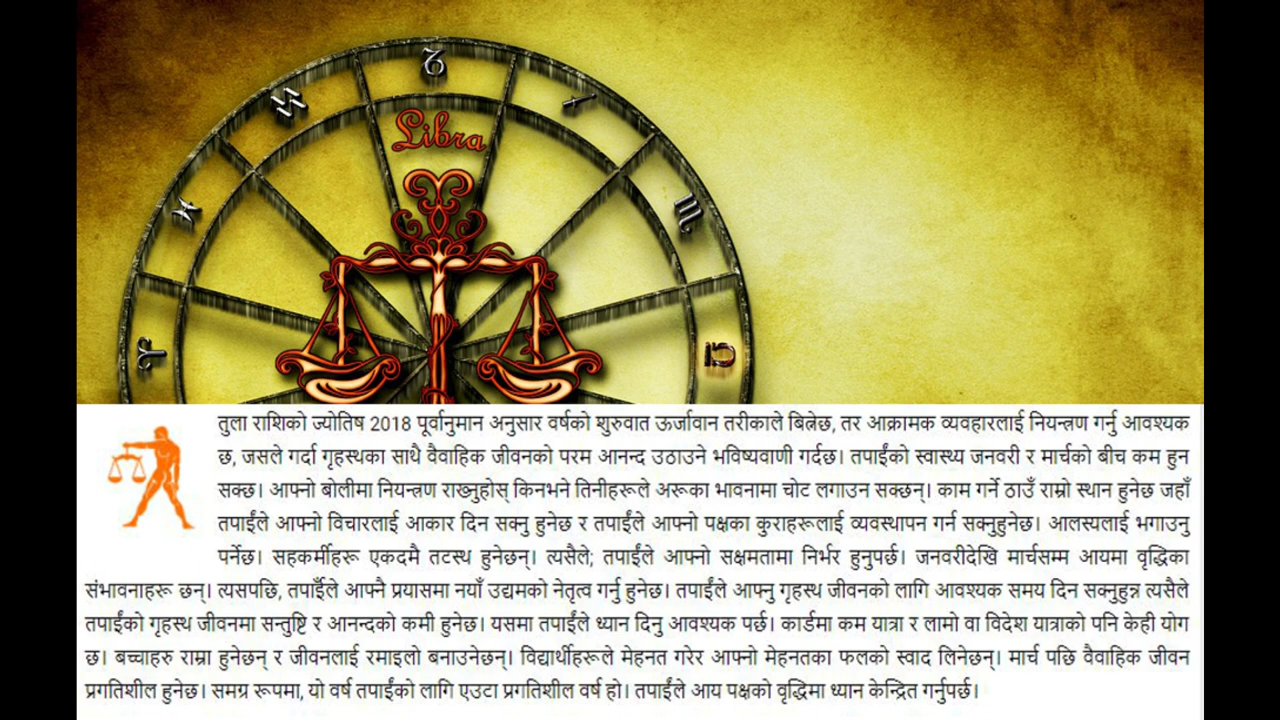 Libra
तुला राशिको ज्योतिष 2018 पूर्वानुमान अनुसार वर्षको शुरुवात ऊर्जावान तरीकाले बित्नेछ, तर आक्रामक व्यवहारलाई नियन्त्रण गर्नु आवश्यक
छ, जसले गर्दा गृहस्थका साथै वैवाहिक जीवनको परम आनन्द उठाउने भविष्यवाणी गर्दछ। तपाईंको स्वास्थ्य जनवरी र मार्चको बीच कम हुन
सक्छ। आफ्नो बोलीमा नियन्त्रण राख्नुहोस् किनभने तिनीहरूले अरूका भावनामा चोट लगाउन सक्छन्। काम गर्ने ठाउँ राम्रो स्थान हुनेछ जहाँ
तपाईंले आफ्नो विचारलाई आकार दिन सक्नु हुनेछ र तपाईंले आफ्नो पक्षका कुराहरूलाई व्यवस्थापन गर्न सक्नुहुनेछ। आलस्यलाई भगाउनु
पर्नेछ। सहकर्मीहरू एकदमै तटस्थ हुनेछन्। त्यसैले; तपाईंले आफ्नो सक्षमतामा निर्भर हुनुपर्छ। जनवरीदेखि मार्चसम्म आयमा वृद्धिका
संभावनाहरू छन्। त्यसपछि, तपाईंले आफ्नै प्रयासमा नयाँ उद्यमको नेतृत्व गर्नु हुनेछ। तपाईंले आफ्नु गृहस्थ जीवनको लागि आवश्यक समय दिन सक्नुहुन्न त्यसैले
तपाईंको गृहस्थ जीवनमा सन्तुष्टि र आनन्दको कमी हुनेछ। यसमा तपाईंले ध्यान दिनु आवश्यक पर्छ। कार्डमा कम यात्रा र लामो वा विदेश यात्राको पनि केही योग
छ। बच्चाहरु राम्रा हुनेछन् र जीवनलाई रमाइलो बनाउनेछन्। विद्यार्थीहरूले मेहनत गरेर आफ्नो मेहनतका फलको स्वाद लिनेछन्। मार्च पछि वैवाहिक जीवन
प्रगतिशील हुनेछ। समग्र रूपमा, यो वर्ष तपाईंको लागि एउटा प्रगतिशील वर्ष हो। तपाईंले आय पक्षको वृद्धिमा ध्यान केन्द्रित गर्नुपर्छ।